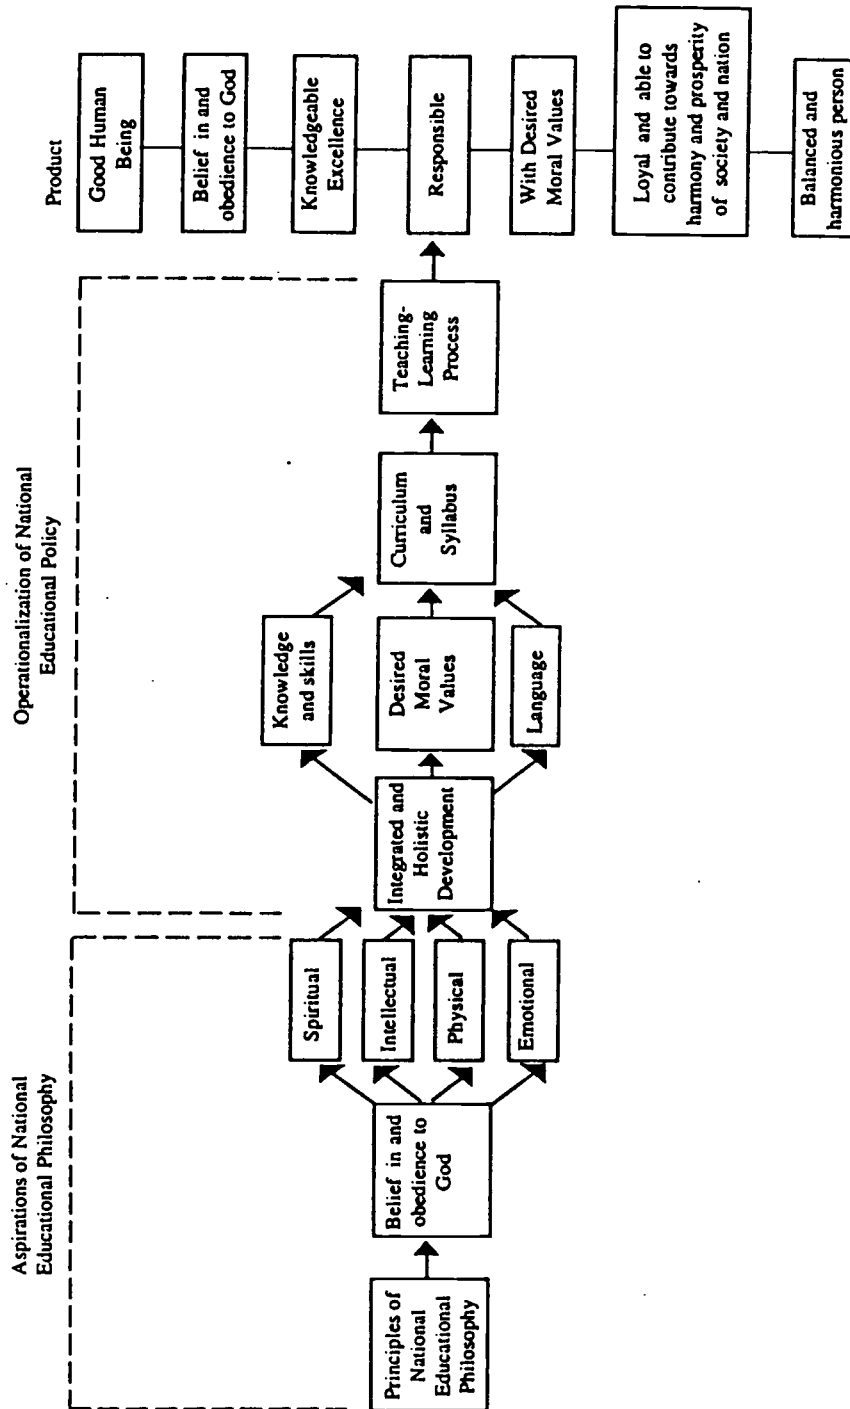 Aspirations of National
Educational Philosophy
Operationalization of National
Educational Policy
Product
Principles of
National
Educational
Philosophy
Belief in and
obedience to
God
Spiritual
Intellectual
Physical
Emotional
Integrated and
Holistic
Development
Knowledge
and skills
Desired
Moral
Values
Language
Curriculum
and
Syllabus
Teaching-
Learning
Process
Good Human
Being
Belief in and
obedience to God
Knowledgeable
Excellence
Responsible
With Desired
Moral Values
Loyal and able to
contribute towards
harmony and prosperity
of society and nation
Balanced and
harmonious person